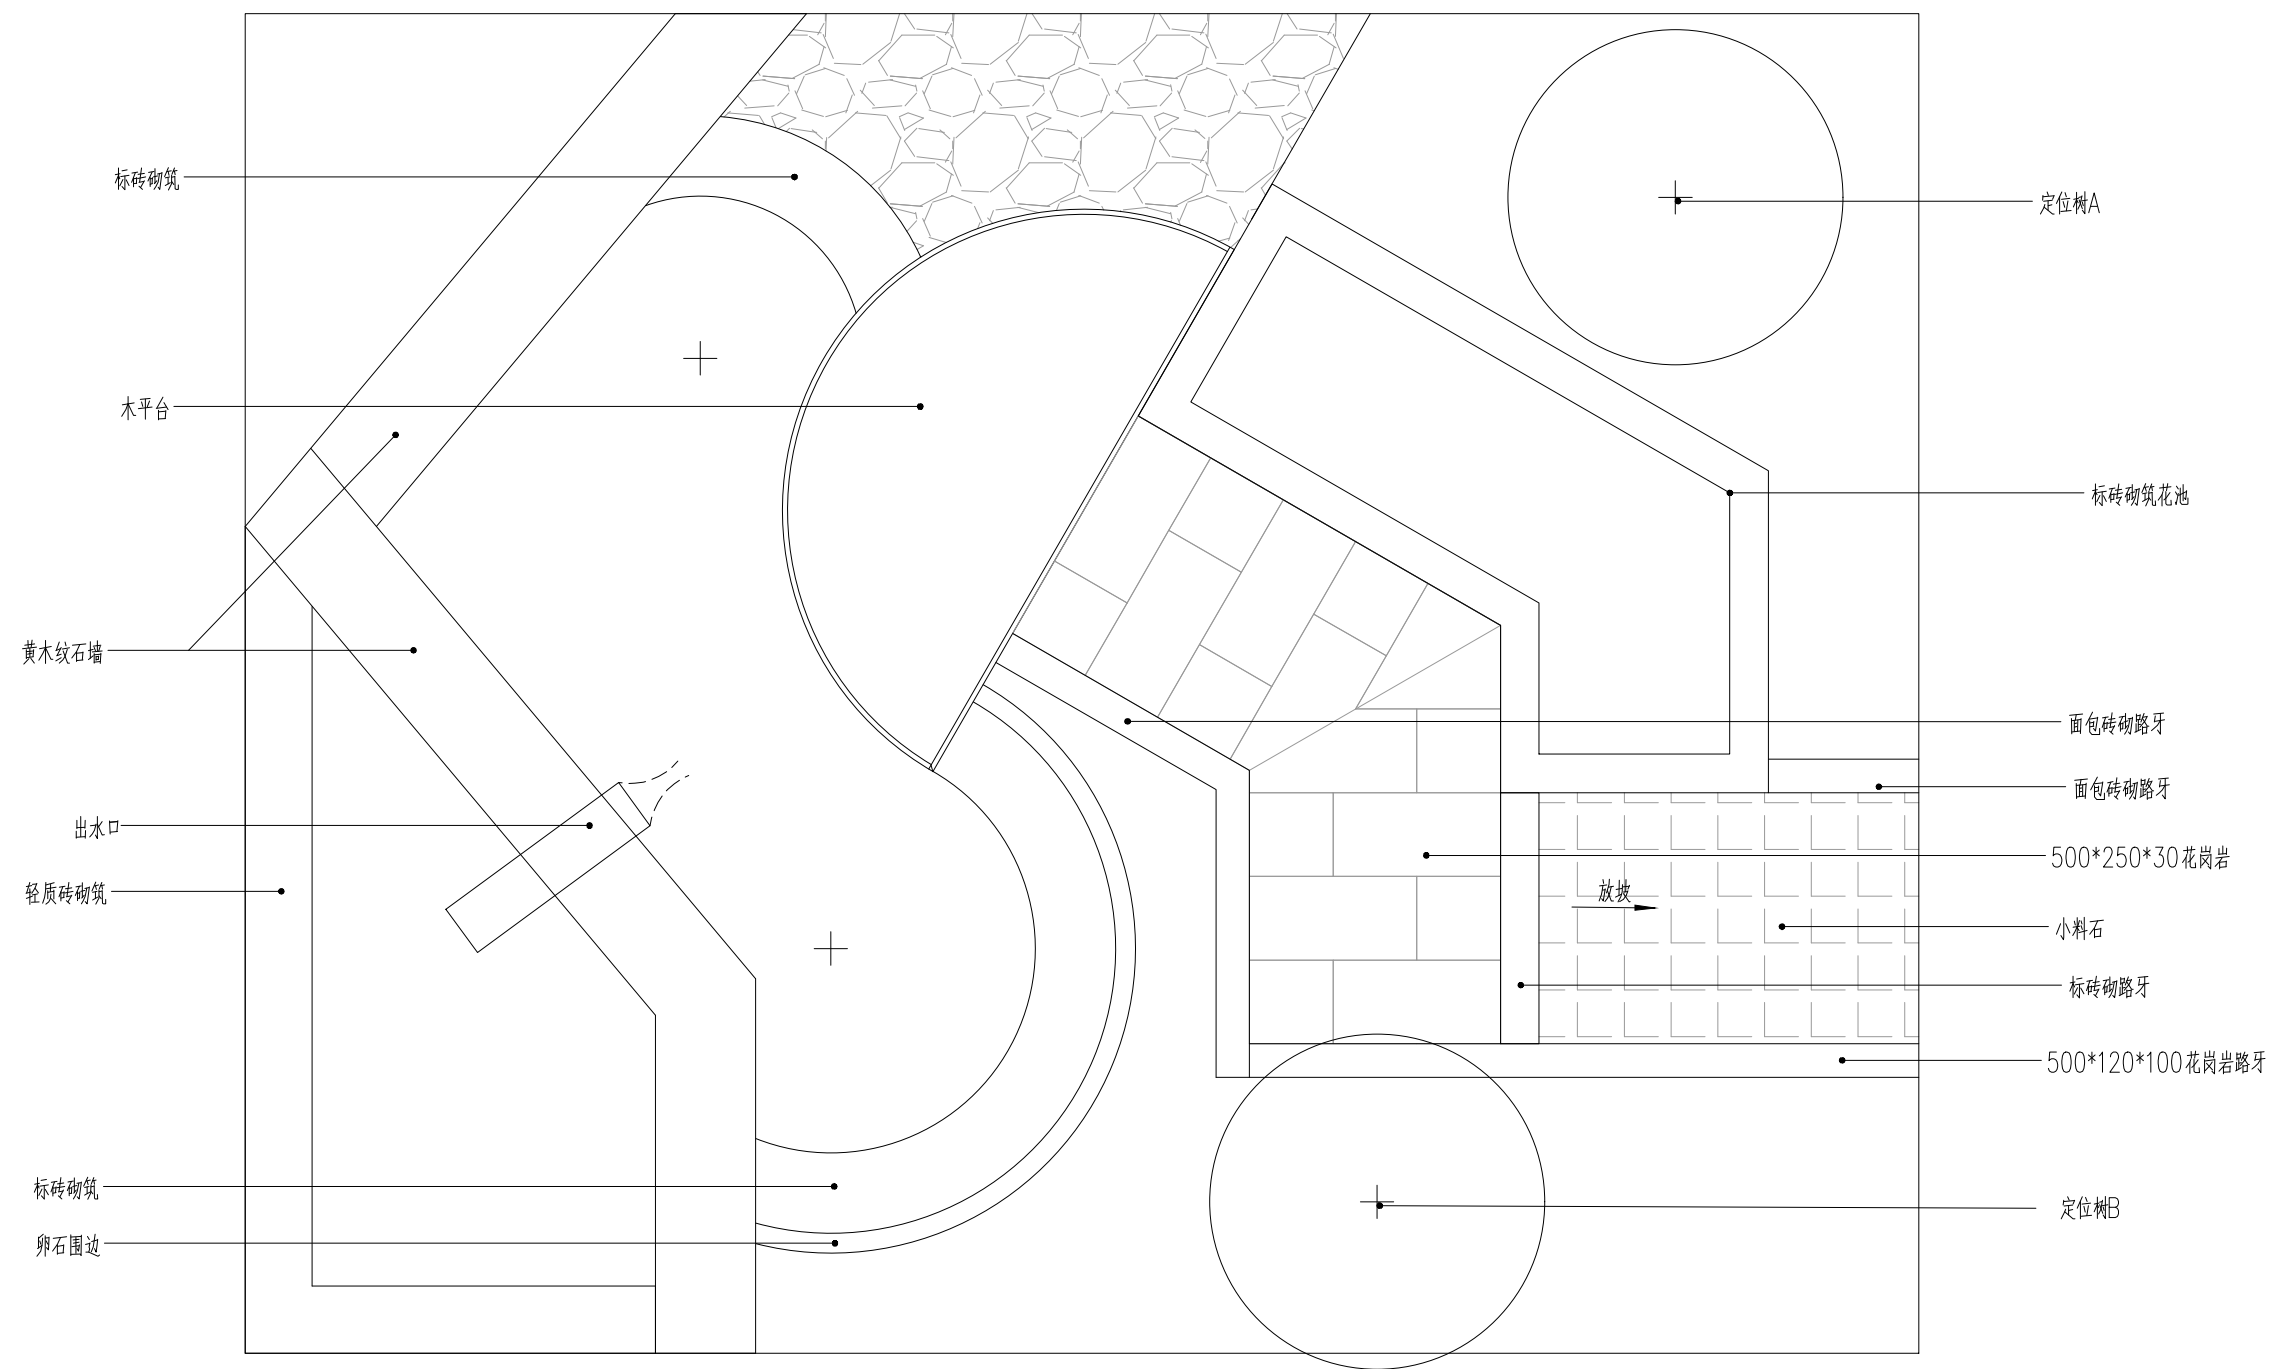 标砖砌筑
木平台
黄木纹石墙
出水口
轻质砖砌筑
标砖砌筑
卵石围边
定位树A
标砖砌筑花池
面包砖砌路牙
面包砖砌路牙
500*250*30花岗岩
放坡
小料石
标砖砌路牙
500*120*100花岗岩路牙
定位树B